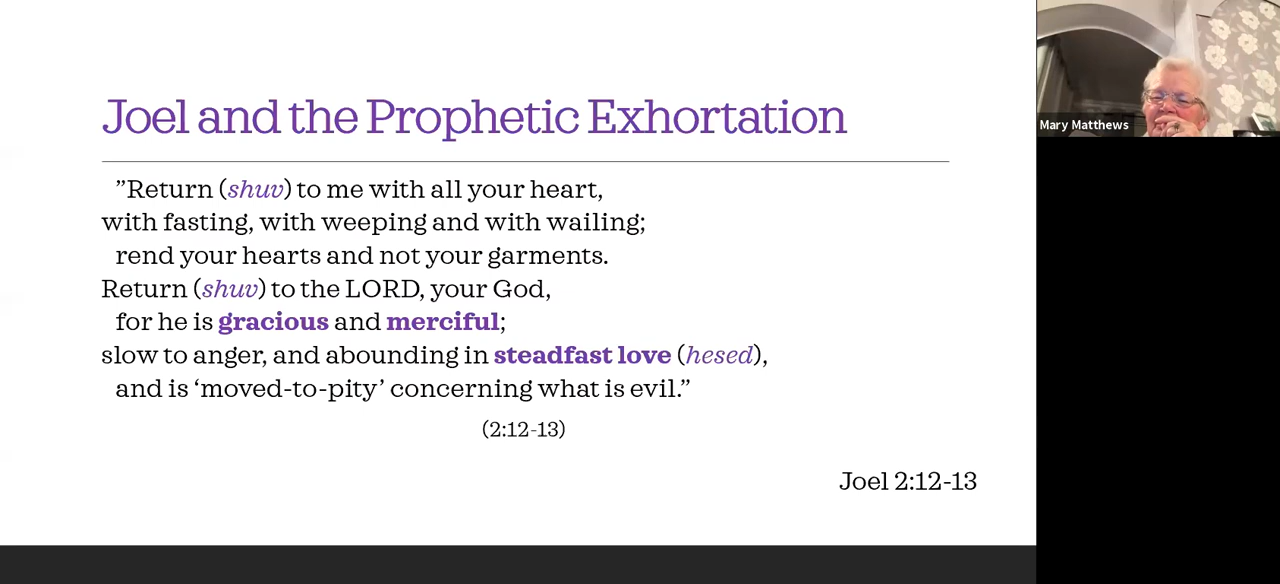 Joel and the Prophetic Exhortation
”Return (shuv) to me with all your heart,
with fasting, with weeping and with wailing;
rend your hearts and not your garments.
Return (shuv) to the LORD, your God,
for he is gracious and merciful;
slow to anger, and abounding in steadfast love (hesed),
and is ‘moved-to-pity’ concerning what is evil.”
(2:12-13)
Joel 2:12-13
Mary Matthews